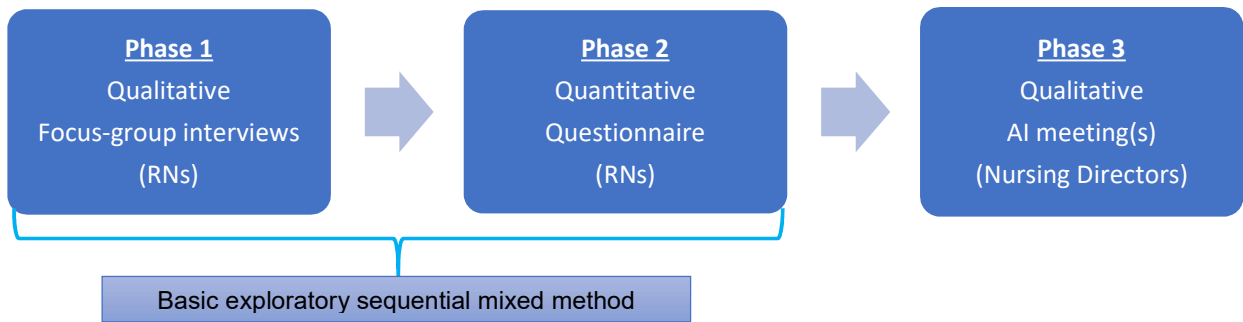 Phase 1
Qualitative
Focus-group interviews
(RNs)
Phase 2
Quantitative
Questionnaire
(RNs)
Phase 3
Qualitative
AI meeting(s)
(Nursing Directors)
Basic exploratory sequential mixed method